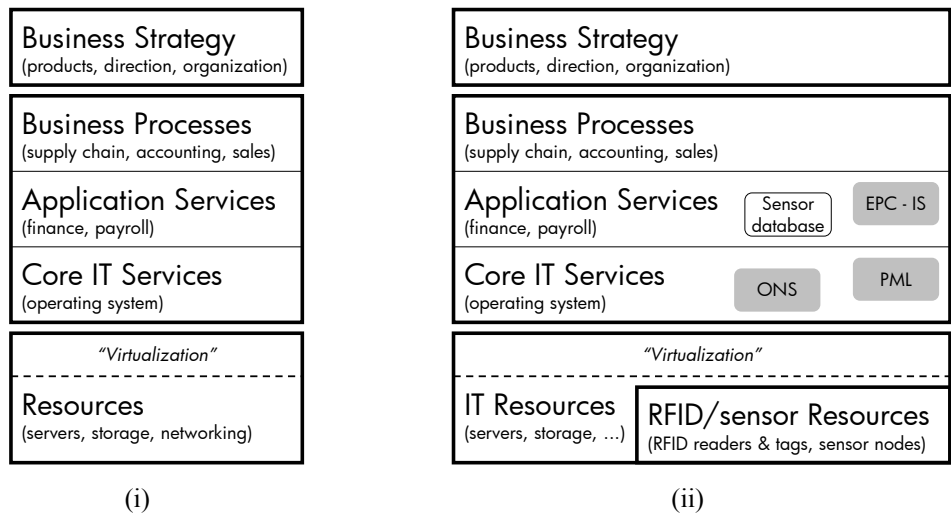 Business Strategy
(products, direction, organization)
Business Processes
(supply chain, accounting, sales)
Application Services
(finance, payroll)
Core IT Services
(operating system)
“Virtualization”
Resources
(servers, storage, networking)
(i)
Business Strategy
(products, direction, organization)
Business Processes
(supply chain, accounting, sales)
Application Services
(finance, payroll)
Sensor
database
EPC - IS
Core IT Services
(operating system)
ONS
PML
“Virtualization”
IT Resources
(servers, storage, ...)
RFID/sensor Resources
(RFID readers & tags, sensor nodes)
(ii)